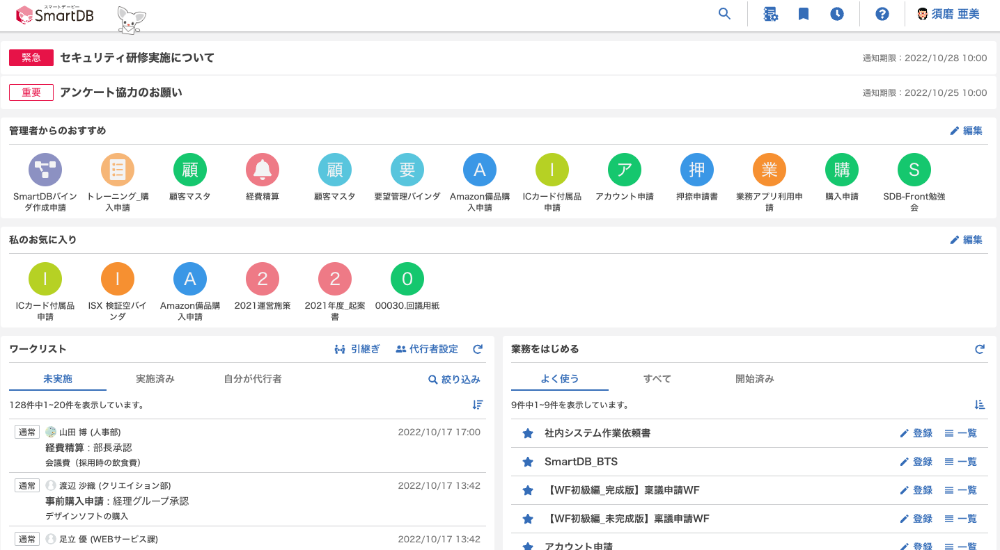 スマートデービー
SmartDB
須磨 亜美
緊急 セキュリティ研修実施について 通知期限：2022/10/28 10:00
重要 アンケート協力のお願い 通知期限：2022/10/25 10:00
管理者からのおすすめ 編集
顧 顧 要 A I ア 押 業 購 S
SmartDBバイン トレーニング_購 顧客マスタ 経費精算 顧客マスタ 要望管理バインダ Amazon備品購 ICカード付属品 アカウント申請 押捺申請書 業務アプリ利用申 購入申請 SDB-Front勉強
ダ作成申請 入申請 入申請 申請 請 会
私のお気に入り 編集
I I A 2 2 0
ICカード付属品 ISX 検証空バイ Amazon備品購 2021運営施策 2021年度_起案 00030.回議用紙
申請 ンダ 入申請 書
ワークリスト 引継ぎ 代行者設定
未実施 実施済み 自分が代行者 絞り込み
128件中1~20件を表示しています。
通常 山田 博 (人事部) 2022/10/17 17:00
経費精算 : 部長承認
会議費（採用時の飲食費）
通常 渡辺 沙織 (クリエイション部) 2022/10/17 13:42
事前購入申請 : 経理グループ承認
デザインソフトの購入
通常 足立 優 (WEBサービス課) 2022/10/17 13:42
業務をはじめる
よく使う すべて 開始済み
9件中1~9件を表示しています。
社内システム作業依頼書 登録 一覧
SmartDB_BTS 登録 一覧
【WF初級編_完成版】稟議申請WF 登録 一覧
【WF初級編_未完成版】稟議申請WF 登録 一覧
アカウント申請 登録 一覧